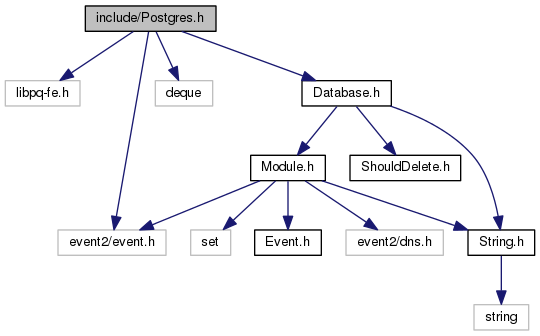 include/Postgres.h
libpq-fe.h
deque
Database.h
Module.h
ShouldDelete.h
event2/event.h
set
Event.h
event2/dns.h
String.h
string